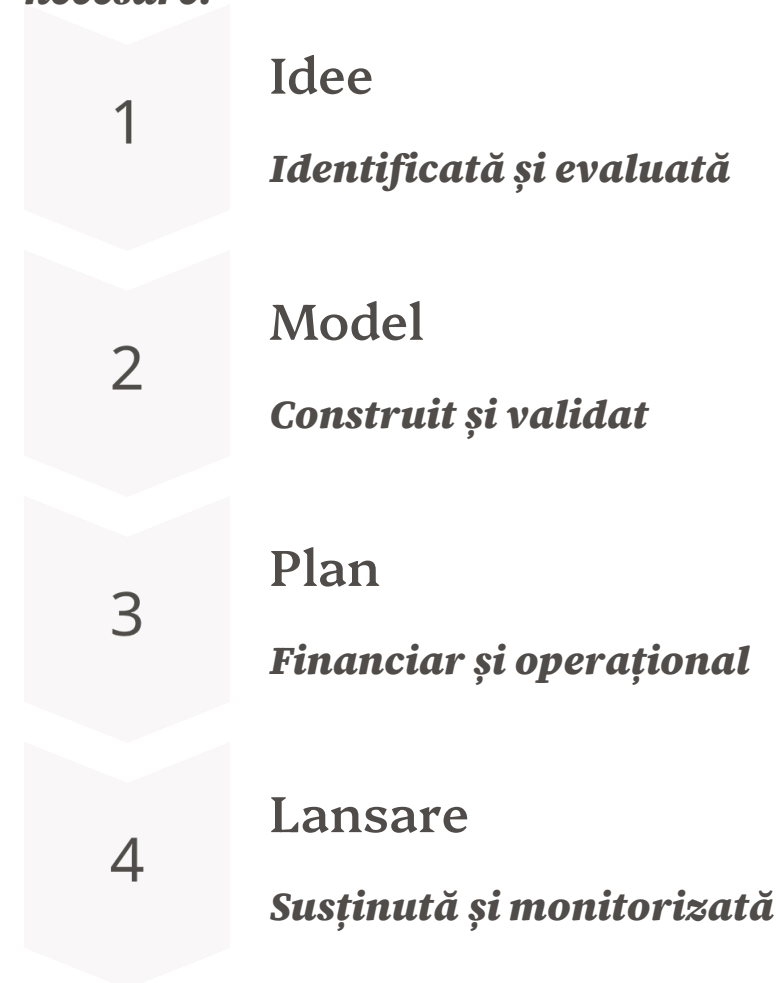 1
Idee
Identificată și evaluată
2
Model
Construit și validat
3
Plan
Financiar și operațional
4
Lansare
Susținută și monitorizată